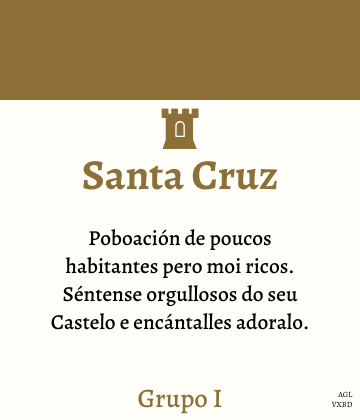 Santa Cruz
Poboación de poucos
habitantes pero moi ricos.
Séntense orgullosos do seu
Castelo e encántalles adoralo.
Grupo I
AGL
VXBD